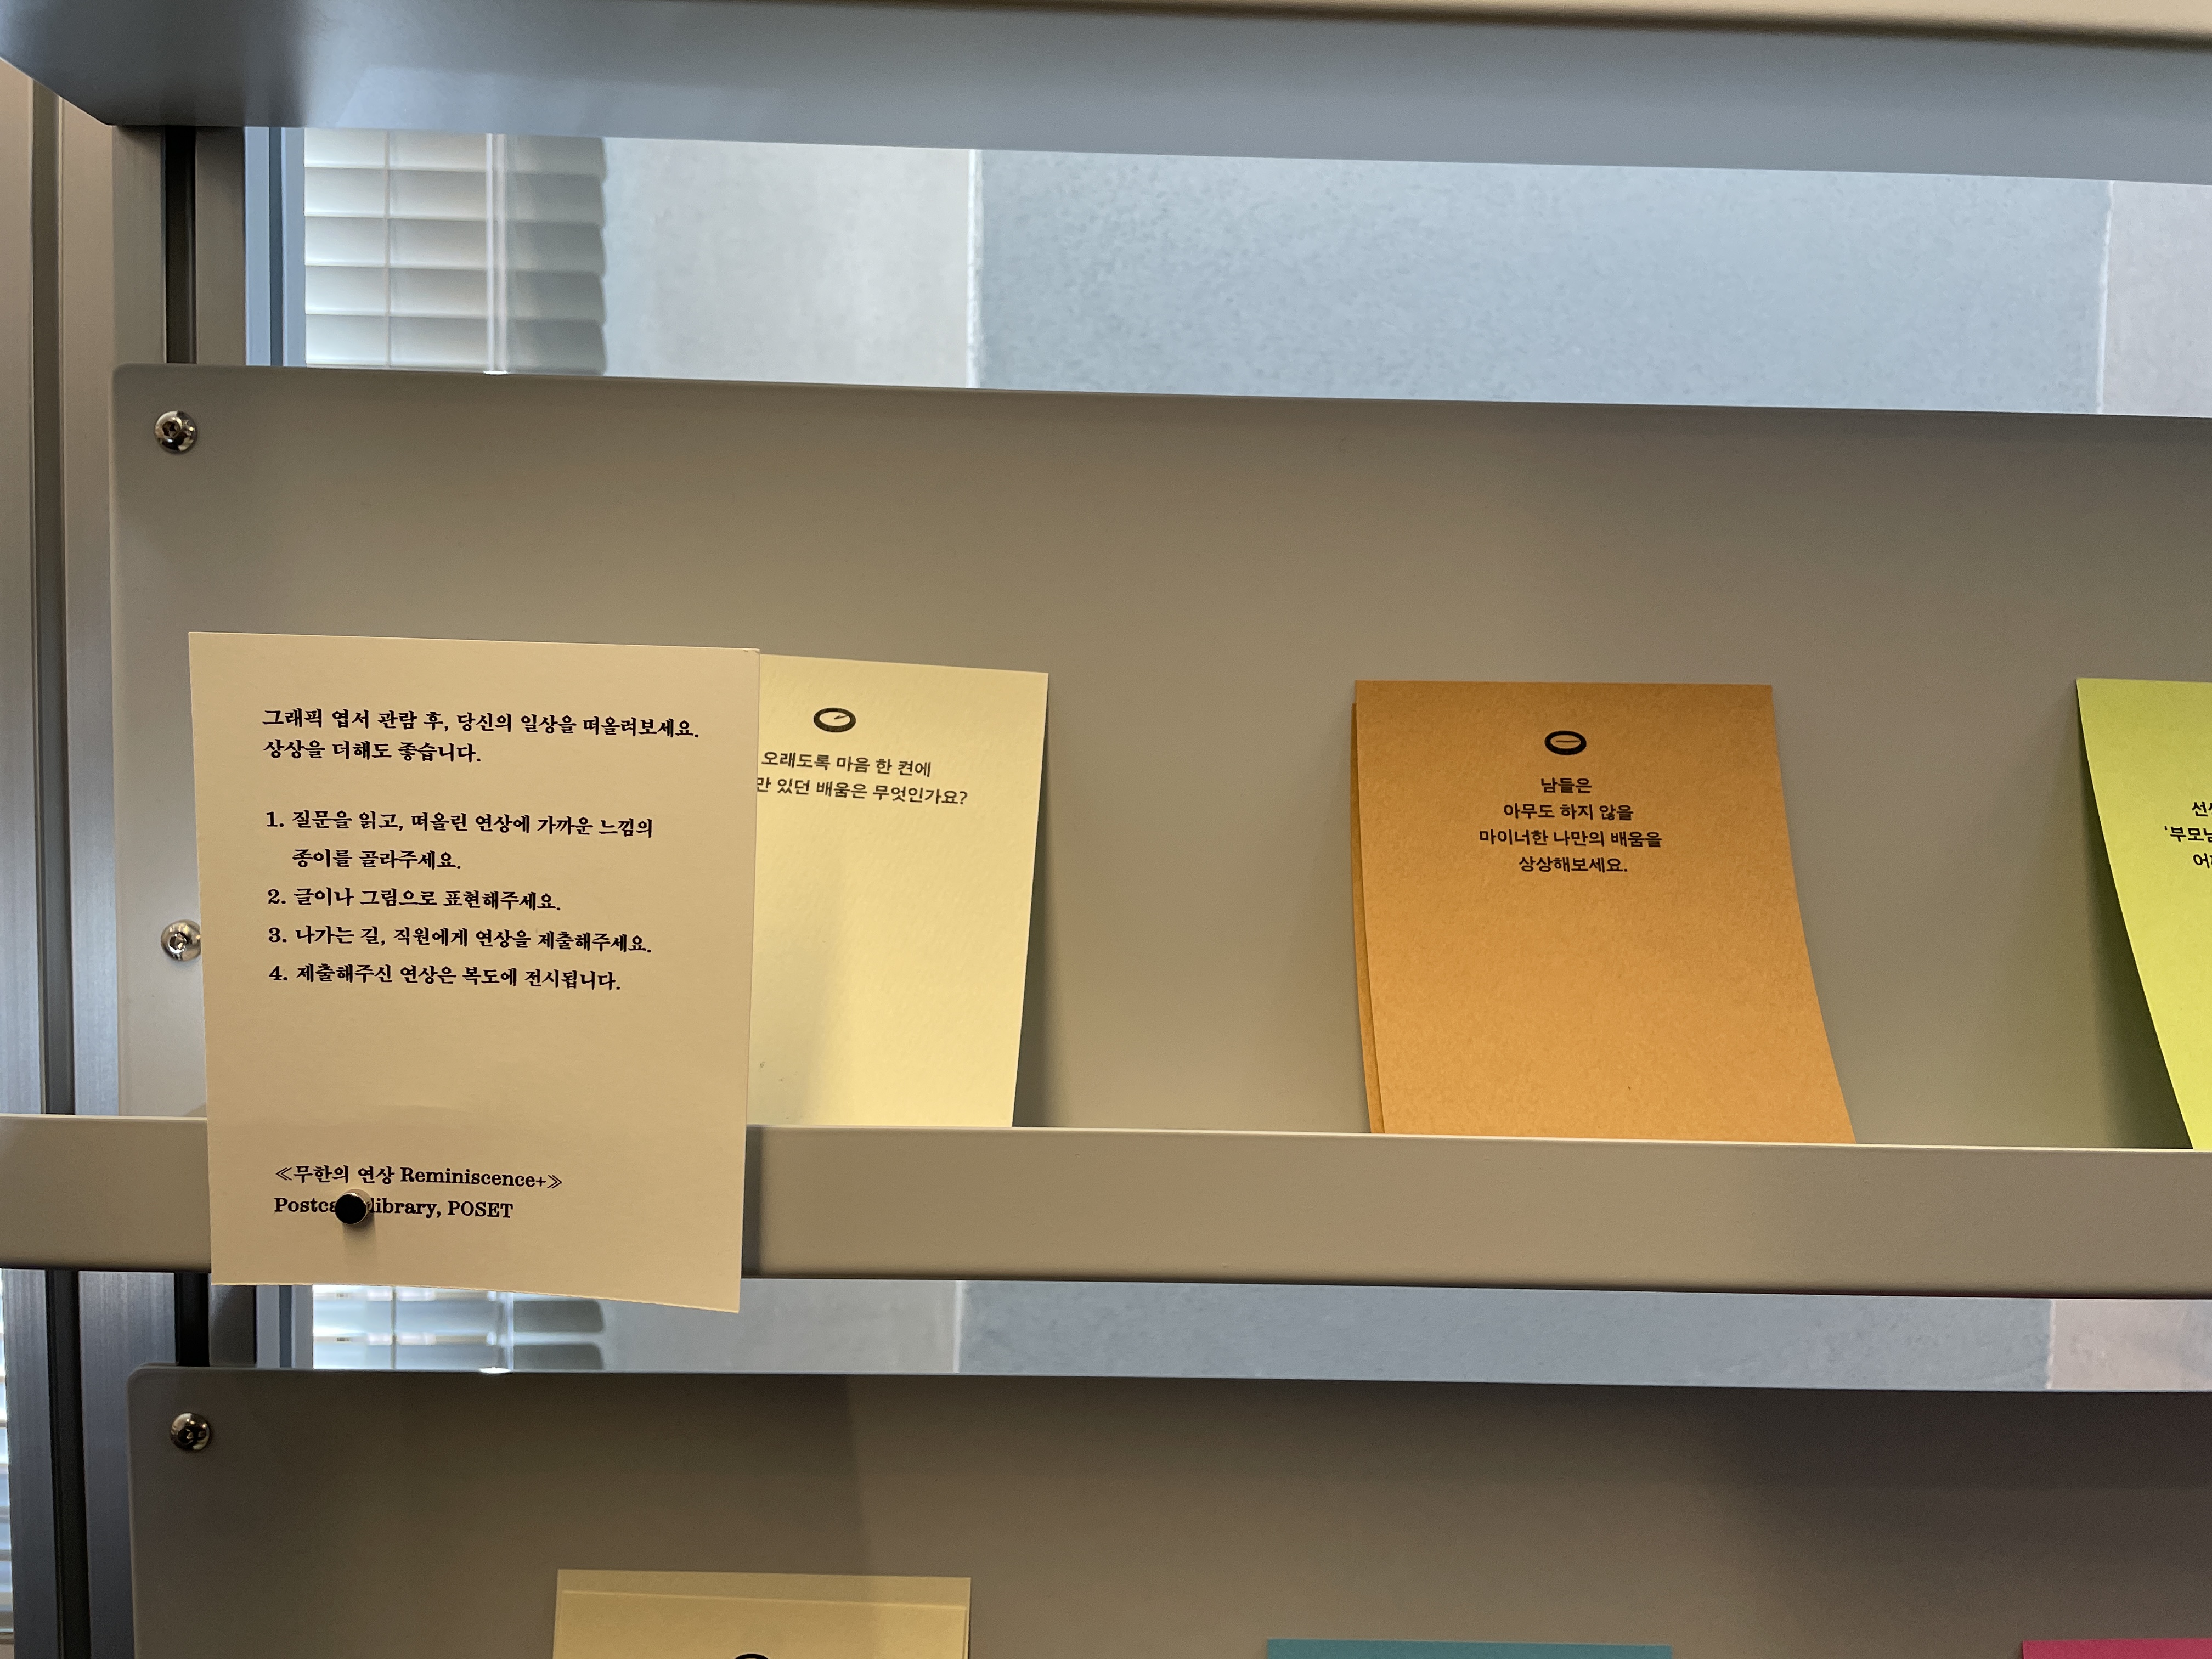 그래픽 엽서 관람 후, 당신의 일상을 떠올려보세요.
상상을 더해도 좋습니다.
1. 질문을 읽고, 떠올린 연상에 가까운 느낌의
종이를 골라주세요.
2. 글이나 그림으로 표현해주세요.
3. 나가는 길, 직원에게 연상을 제출해주세요.
4. 제출해주신 연상은 복도에 전시됩니다.
≪무한의 연상 Reminiscence+≫
library, POSET
오래도록 마음 한 켠에
만 있던 배움은 무엇인가요?
남들은
아무도 하지 않을
마이너한 나만의 배움을
상상해보세요.